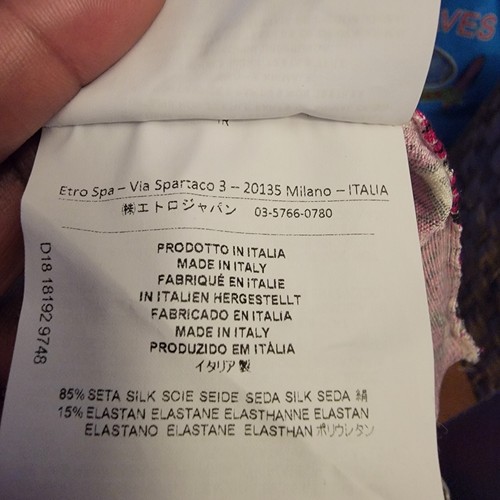 VES
IR
Etro Spa – Via Spartaco 3 – 20135 Milano – ITALIA
㈱エトロジャパン 03-5766-0780
PRODOTTO IN ITALIA
MADE IN ITALY
FABRIQUÉ EN ITALIE
IN ITALIEN HERGESTELLT
FABRICADO EN ITALIA
MADE IN ITALY
PRODUZIDO EM ITÀLIA
イタリア 製
D18 18192 9748
85% SETA SILK SOIE SEIDE SEDA SILK SEDA 絹
15% ELASTAN ELASTANE ELASTHANNE ELASTAN
ELASTANO ELASTANE ELASTHAN ポリウレタン